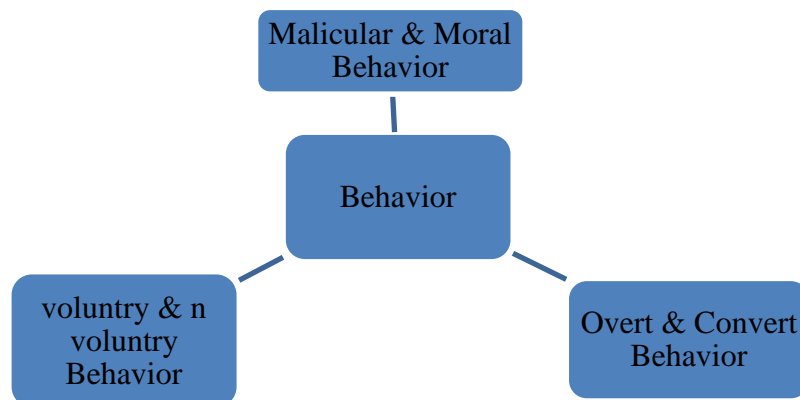 Malicular & Moral
Behavior
Behavior
voluntry & n
voluntry
Behavior
Overt & Convert
Behavior